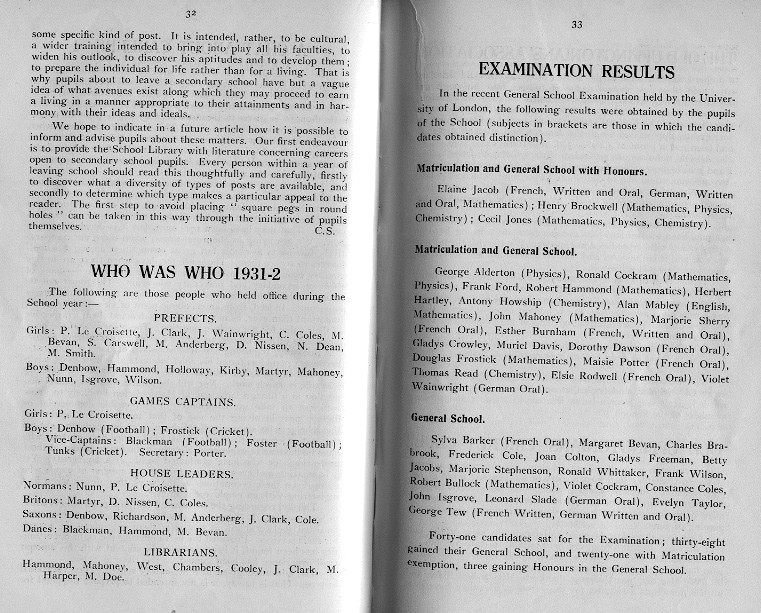 32
some specific kind of post. It is intended, rather, to be cultural,
a wider training intended to bring into play all his faculties, to
widen his outlook, to discover his aptitudes and to develop them;
to prepare the individual for life rather than for a living. That is
why pupils about to leave a secondary school have but a vague
idea of what avenues exist along which they may proceed to earn
a living in a manner appropriate to their attainments and in har-
mony with their ideas and ideals.
We hope to indicate in a future article how it is possible to
inform and advise pupils about these matters. Our first endeavour
is to provide the School Library with literature concerning careers
open to secondary school pupils. Every person within a year of
leaving school should read this thoughtfully and carefully, firstly
to discover what a diversity of types of posts are available, and
secondly to determine which type makes a particular appeal to the
reader. The first step to avoid placing " square pegs in round
holes " can be taken in this way through the initiative of pupils
themselves. C.S.
WHO WAS WHO 1931-2
The following are those people who held office during the
School year:—
PREFECTS.
Girls: P. Le Croisette, J. Clark, J. Wainwright, C. Coles, M.
Bevan, S. Carswell, M. Anderberg, D. Nissen, N. Dean,
M. Smith.
Boys: Denbow, Hammond, Holloway, Kirby, Martyr, Mahoney,
Nunn, Isgrove, Wilson.
GAMES CAPTAINS.
Girls: P. Le Croisette.
Boys: Denbow (Football); Frostick (Cricket).
Vice-Captains: Blackman (Football); Foster (Football);
Tunks (Cricket). Secretary: Porter.
HOUSE LEADERS.
Normans: Nunn, P. Le Croisette.
Britons: Martyr, D. Nissen, C. Coles.
Saxons: Denbow, Richardson, M. Anderberg, J. Clark, Cole.
Danes: Blackman, Hammond, M. Bevan.
LIBRARIANS.
Hammond, Mahoney, West, Chambers, Cooley, J. Clark, M.
Harper, M. Doe.
33
EXAMINATION RESULTS
In the recent General School Examination held by the Univer-
sity of London, the following results were obtained by the pupils
of the School (subjects in brackets are those in which the candi-
dates obtained distinction).
Matriculation and General School with Honours.
Elaine Jacob (French, Written and Oral, German, Written
and Oral, Mathematics); Henry Brockwell (Mathematics, Physics,
Chemistry); Cecil Jones (Mathematics, Physics, Chemistry).
Matriculation and General School.
George Alderton (Physics), Ronald Cockram (Mathematics,
Physics), Frank Ford, Robert Hammond (Mathematics), Herbert
Hartley, Antony Howship (Chemistry), Alan Mabley (English,
Mathematics), John Mahoney (Mathematics), Marjorie Sherry
(French Oral), Esther Burnham (French, Written and Oral),
Gladys Crowley, Muriel Davis, Dorothy Dawson (French Oral),
Douglas Frostick (Mathematics), Maisie Potter (French Oral),
Thomas Read (Chemistry), Elsie Rodwell (French Oral), Violet
Wainwright (German Oral).
General School.
Sylva Barker (French Oral), Margaret Bevan, Charles Bra-
brook, Frederick Cole, Joan Colton, Gladys Freeman, Betty
Jacobs, Marjorie Stephenson, Ronald Whittaker, Frank Wilson,
Robert Bullock (Mathematics), Violet Cockram, Constance Coles,
John Isgrove, Leonard Slade (German Oral), Evelyn Taylor,
George Tew (French Written, German Written and Oral).
Forty-one candidates sat for the Examination; thirty-eight
gained their General School, and twenty-one with Matriculation
exemption, three gaining Honours in the General School.